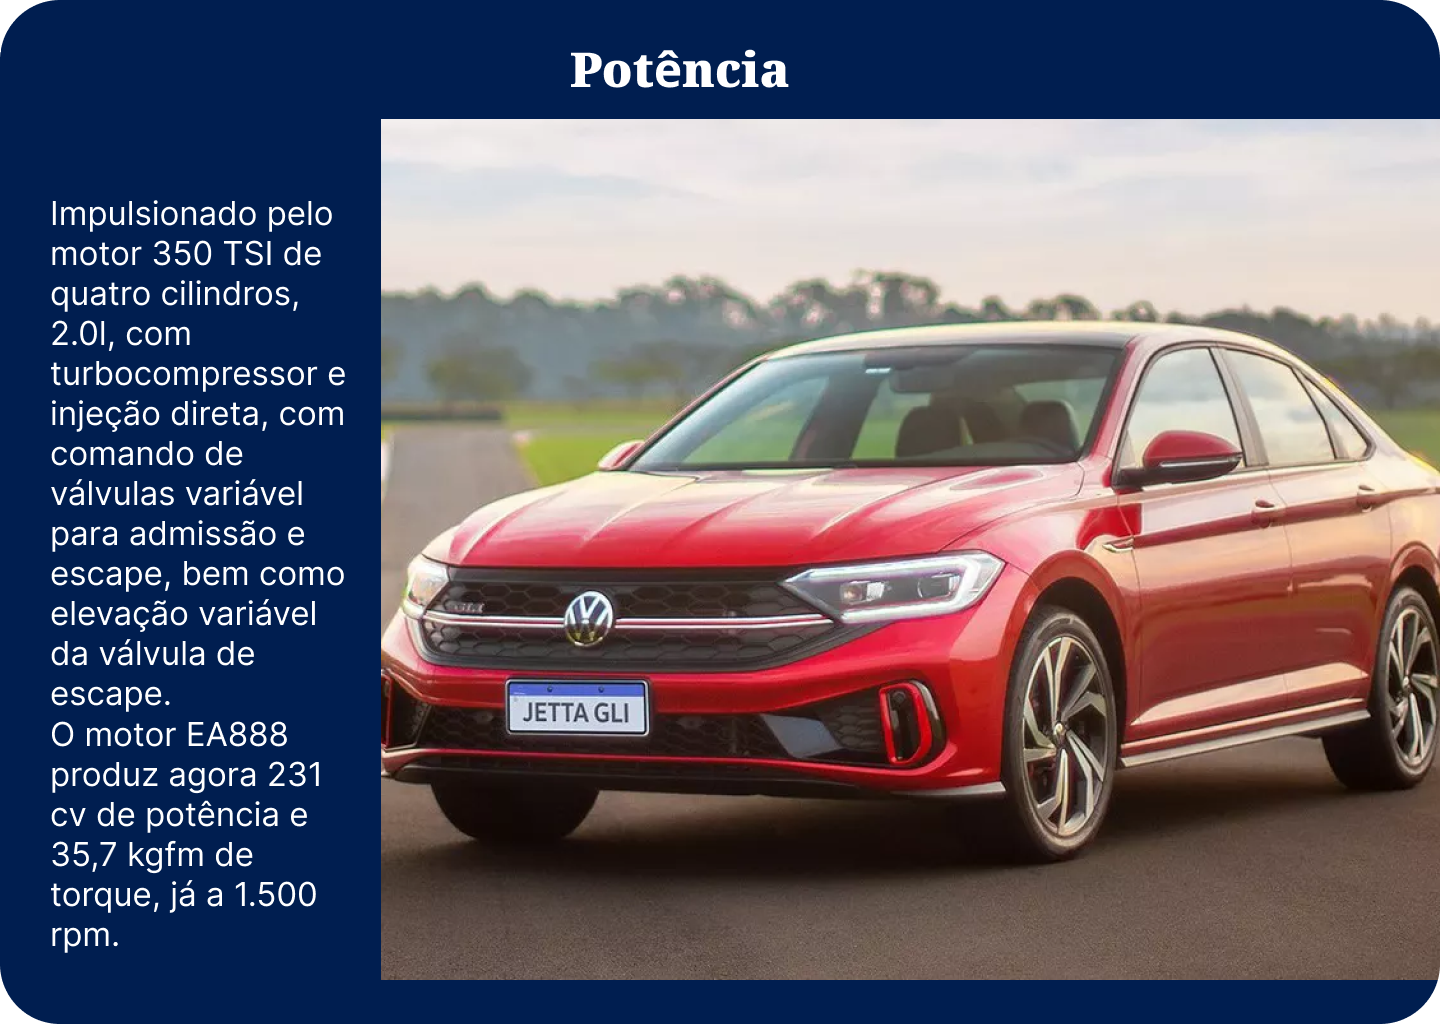 Potência
Impulsionado pelo
motor 350 TSI de
quatro cilindros,
2.0l, com
turbocompressor e
injeção direta, com
comando de
válvulas variável
para admissão e
escape, bem como
elevação variável
da válvula de
escape.
O motor EA888
produz agora 231
cv de potência e
35,7 kgfm de
torque, já a 1.500
rpm.
GLI
JETTA GLI